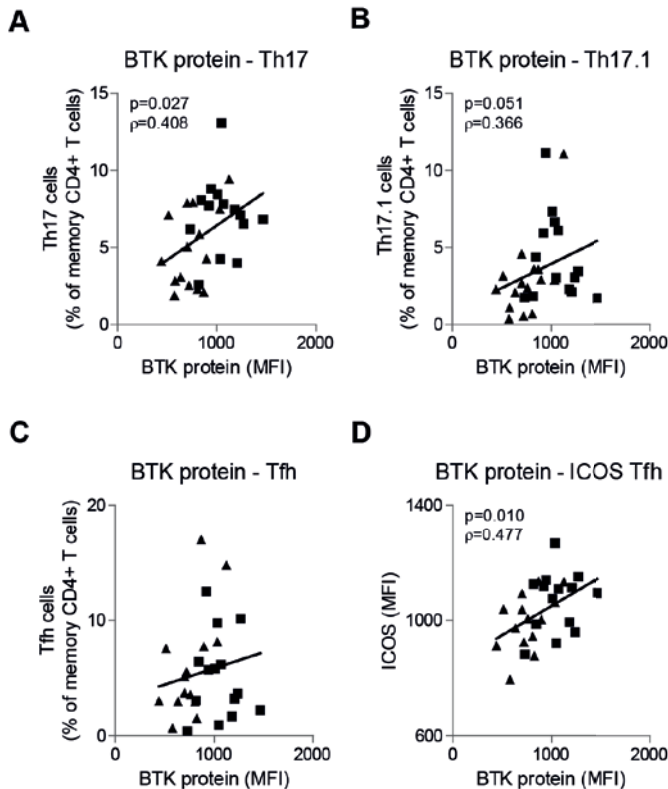 A
BTK protein - Th17
p=0.027
ρ=0.408
Th17 cells
(% of memory CD4+ T cells)
15
10
5
0
0
1000
2000
BTK protein (MFI)
B
BTK protein - Th17.1
p=0.051
ρ=0.366
Th17.1 cells
(% of memory CD4+ T cells)
15
10
5
0
0
1000
2000
BTK protein (MFI)
C
BTK protein - Tfh
Tfh cells
(% of memory CD4+ T cells)
20
10
0
0
1000
2000
BTK protein (MFI)
D
BTK protein - ICOS Tfh
p=0.010
ρ=0.477
ICOS (MFI)
1400
1000
600
0
1000
2000
BTK protein (MFI)